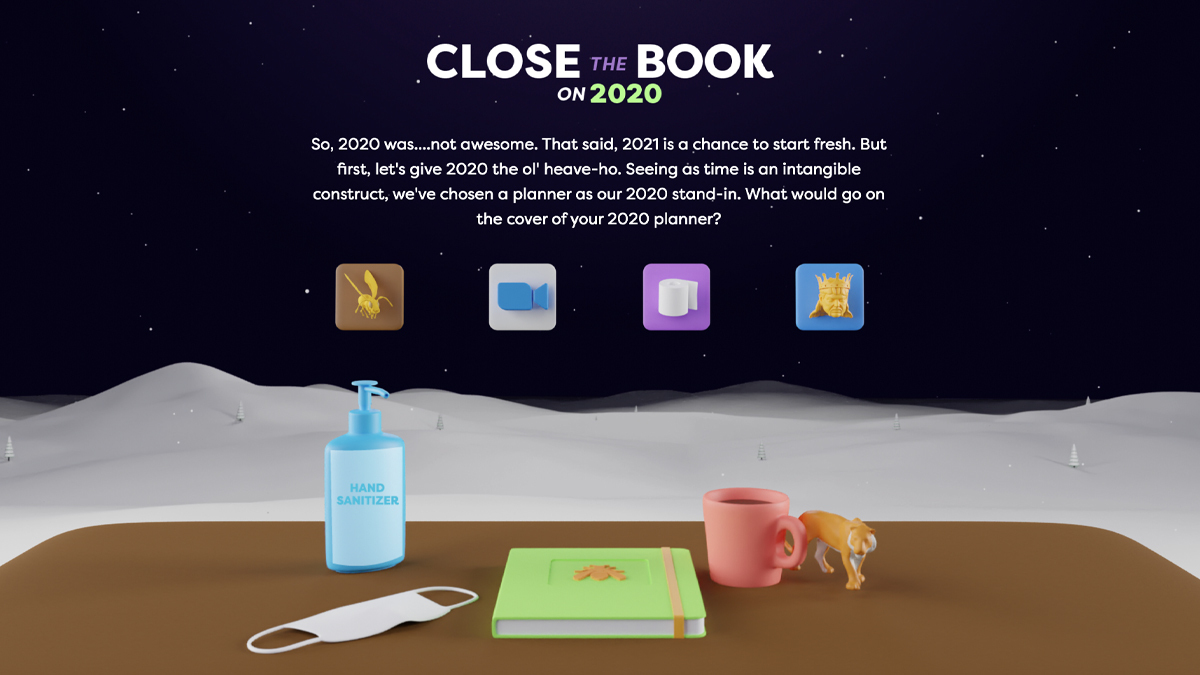 CLOSE THE BOOK
ON 2020
So, 2020 was....not awesome. That said, 2021 is a chance to start fresh. But
first, let's give 2020 the ol' heave-ho. Seeing as time is an intangible
construct, we've chosen a planner as our 2020 stand-in. What would go on
the cover of your 2020 planner?
HAND
SANITIZER